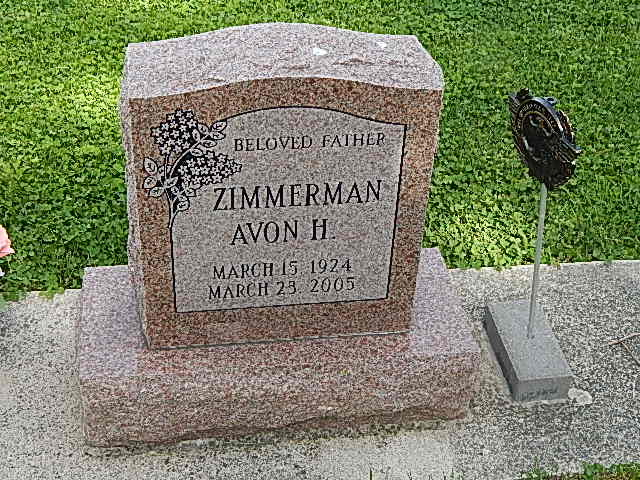 BELOVED FATHER
ZIMMERMAN
AVON H.
MARCH 15 1924
MARCH 23 2005